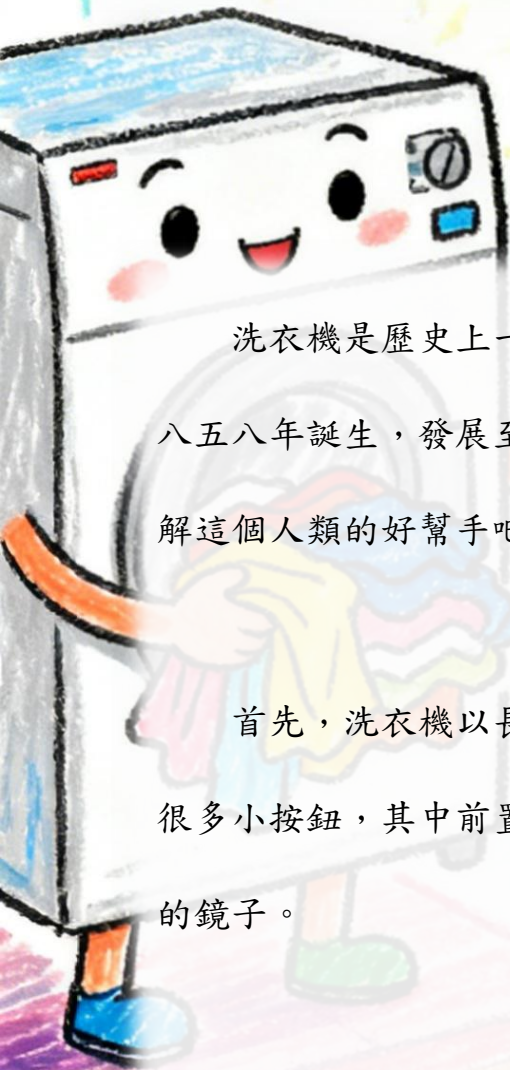 洗衣機是歷史上一
八五八年誕生，發展至
解這個人類的好幫手吧
首先，洗衣機以長
很多小按鈕，其中前置
的鏡子。